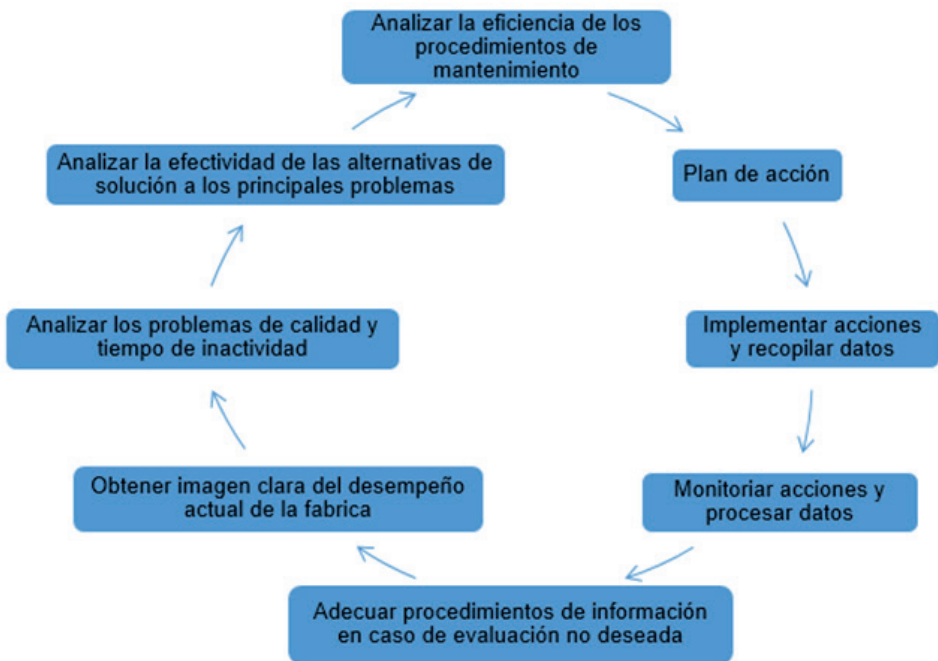 Analizar la eficiencia de los
procedimientos de
mantenimiento
Plan de acción
Implementar acciones
y recopilar datos
Monitoriar acciones y
procesar datos
Adecuar procedimientos de información
en caso de evaluación no deseada
Obtener imagen clara del desempeño
actual de la fabrica
Analizar los problemas de calidad y
tiempo de inactividad
Analizar la efectividad de las alternativas de
solución a los principales problemas